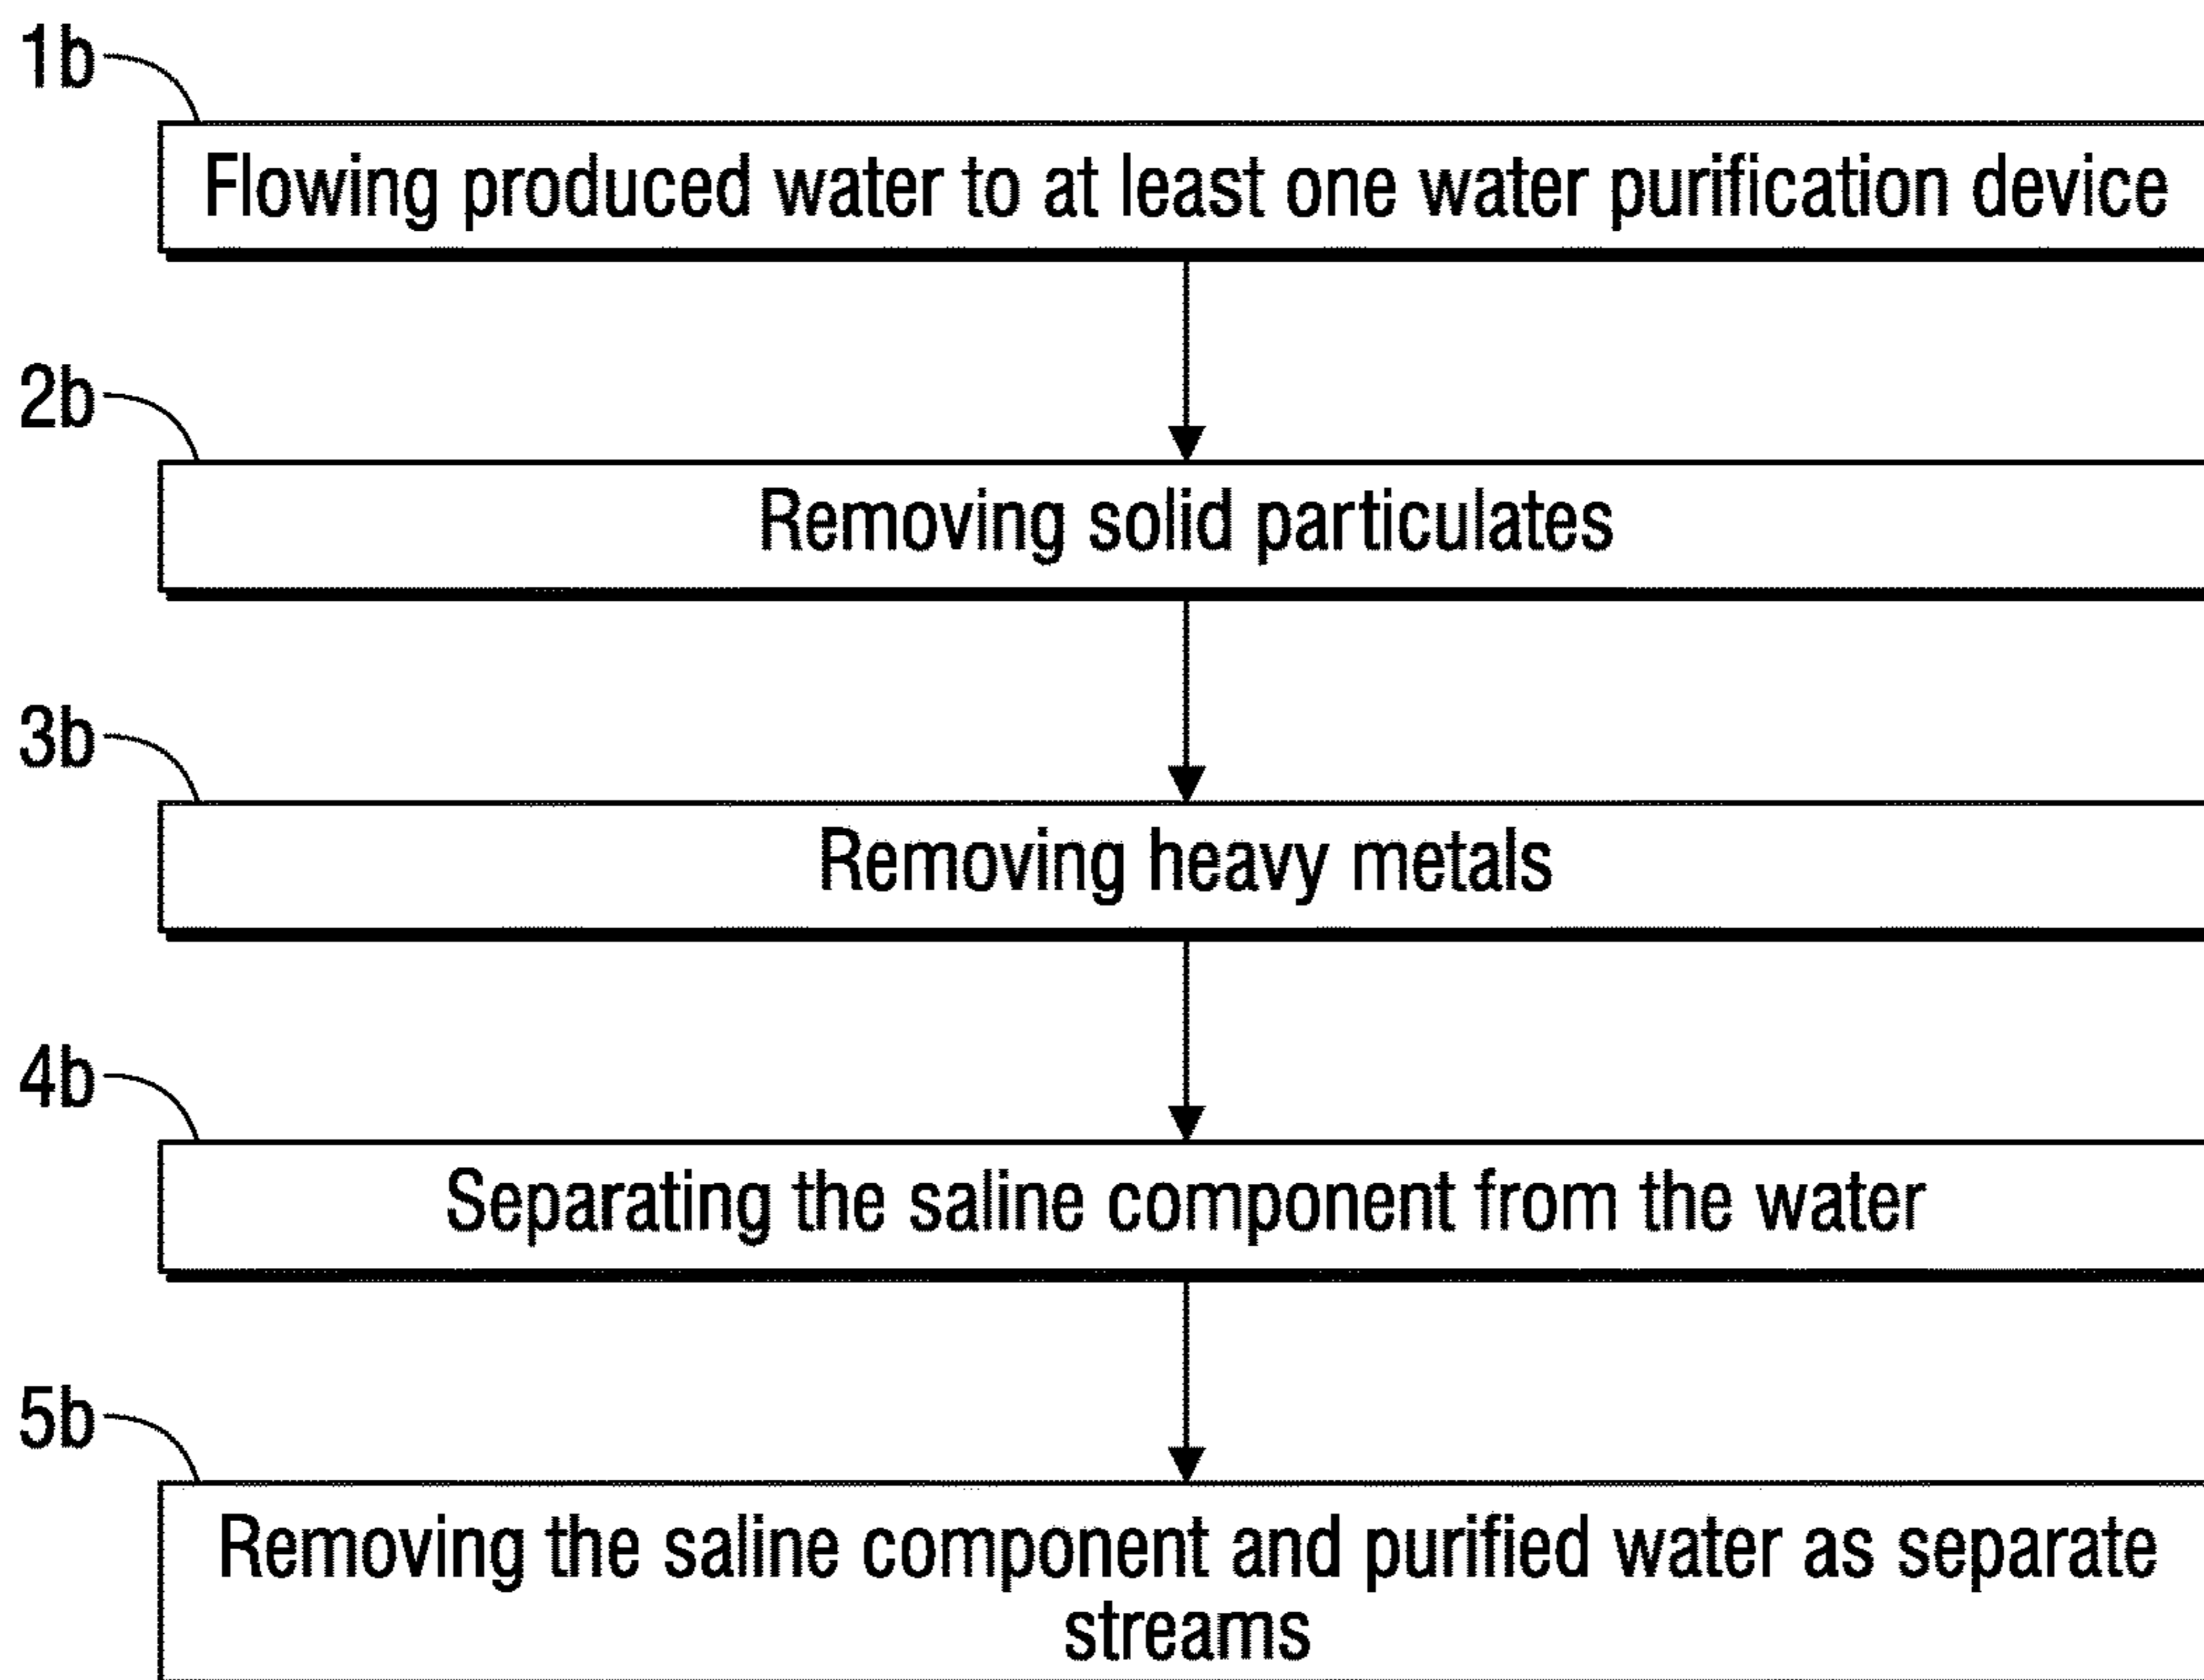 1b
Flowing produced water to at least one water purification device
2b
Removing solid particulates
3b
Removing heavy metals
4b
Separating the saline component from the water
5b
Removing the saline component and purified water as separate
streams